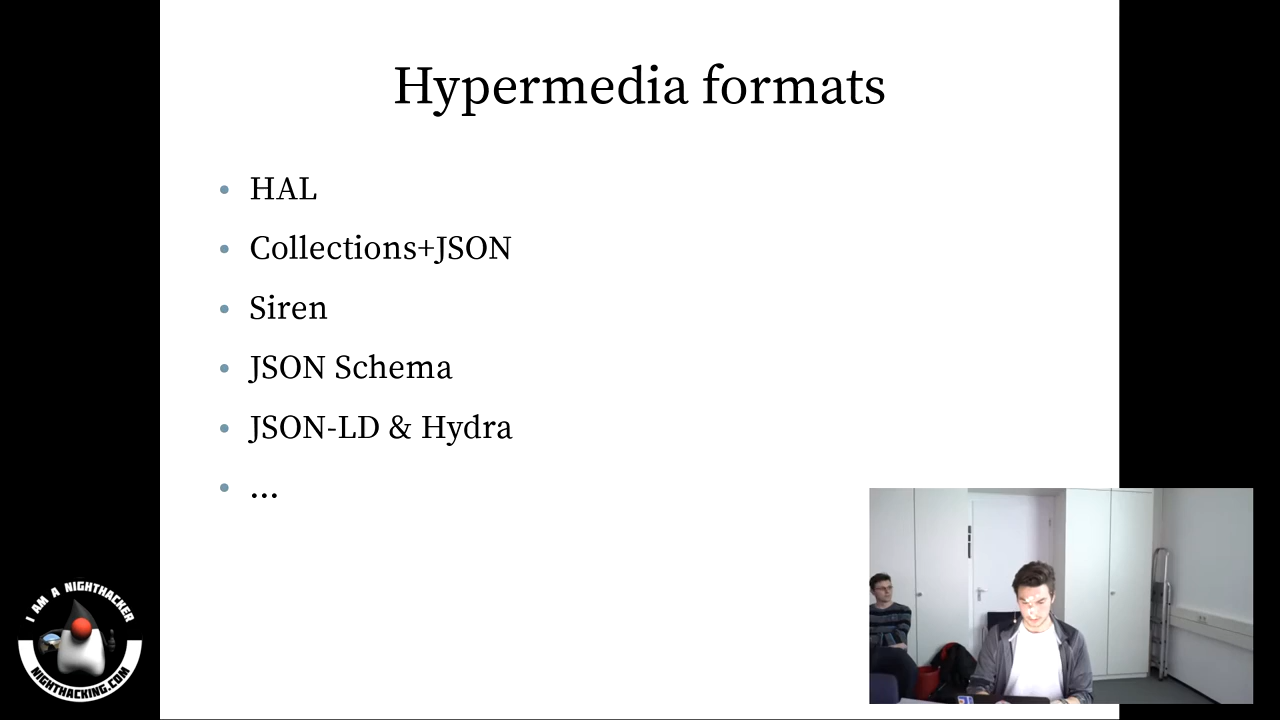 Hypermedia formats
• HAL
• Collections+JSON
• Siren
• JSON Schema
• JSON-LD & Hydra
• ...
I AM A NIGHTHACKER
NIGHTHACKING.COM